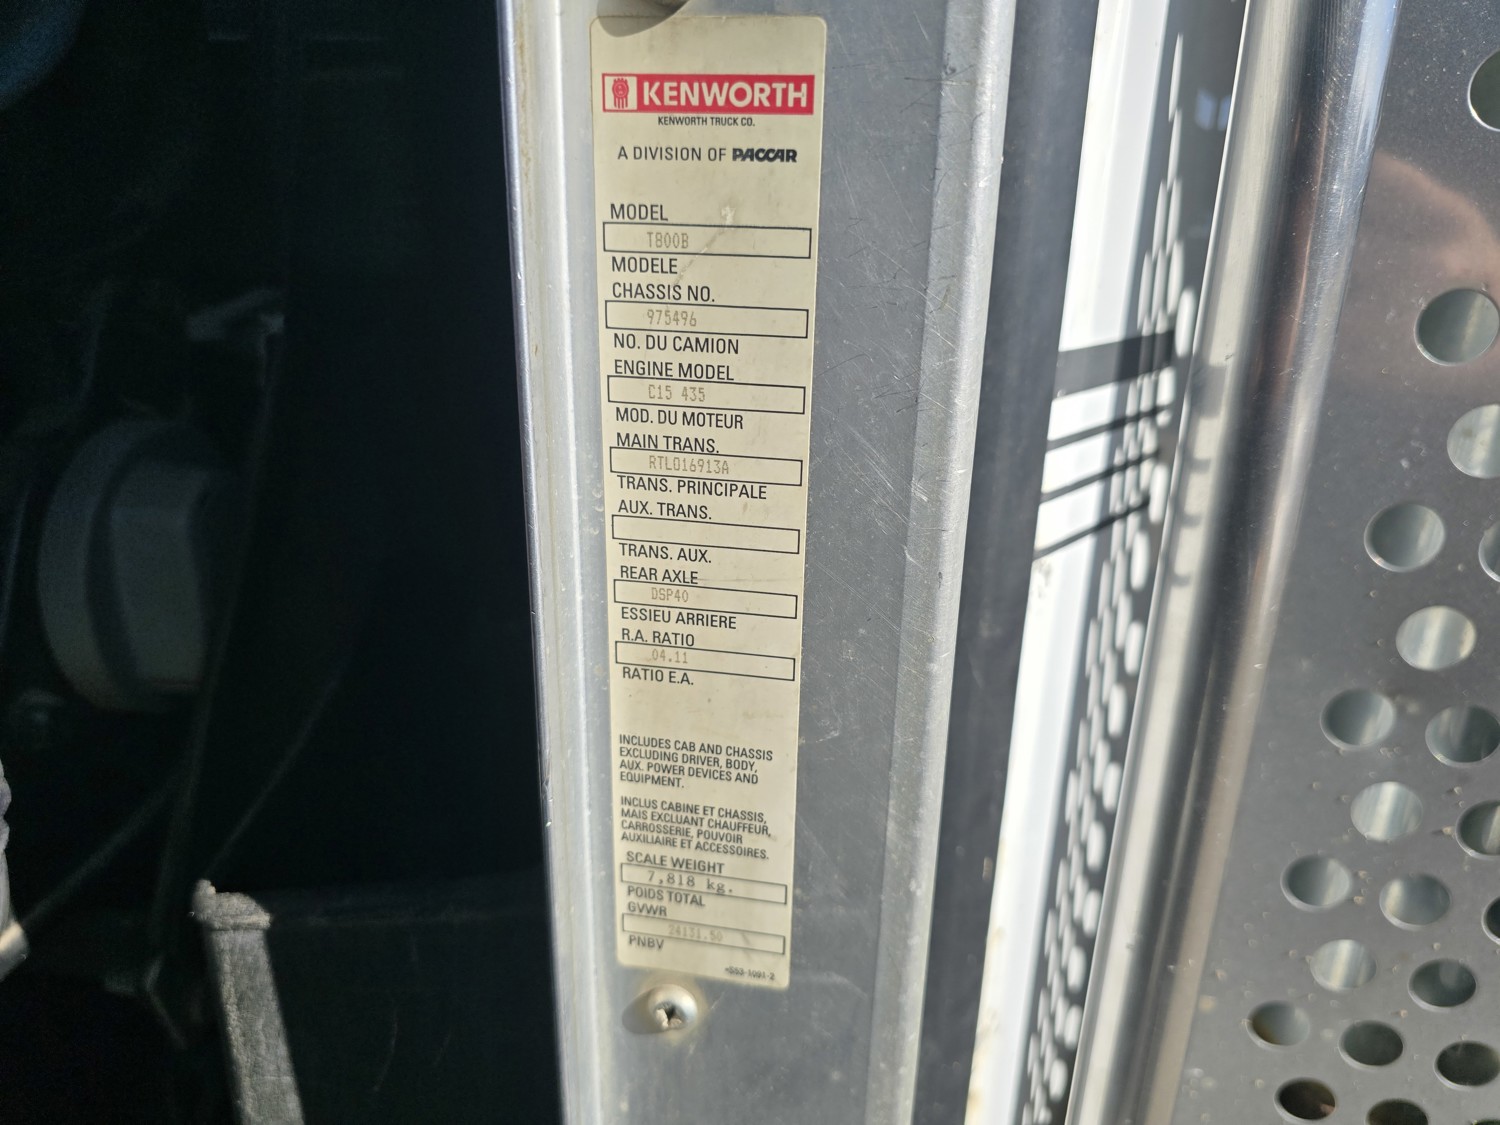 KENWORTH
KENWORTH TRUCK CO.
A DIVISION OF PACCAR
MODEL
T800B
MODELE
CHASSIS NO.
975496
NO. DU CAMION
ENGINE MODEL
C15 435
MOD. DU MOTEUR
MAIN TRANS.
RTLO16913A
TRANS. PRINCIPALE
AUX. TRANS.
TRANS. AUX.
REAR AXLE
DSP40
ESSIEU ARRIERE
R.A. RATIO
04.11
RATIO E.A.
INCLUDES CAB AND CHASSIS
EXCLUDING DRIVER, BODY,
AUX. POWER DEVICES AND
EQUIPMENT.
INCLUS CABINE ET CHASSIS,
MAIS EXCLUANT CHAUFFEUR,
CARROSSERIE, POUVOIR
AUXILIAIRE ET ACCESSOIRES.
SCALE WEIGHT
7,818 kg.
POIDS TOTAL
GVWR
24131.50
PNBV